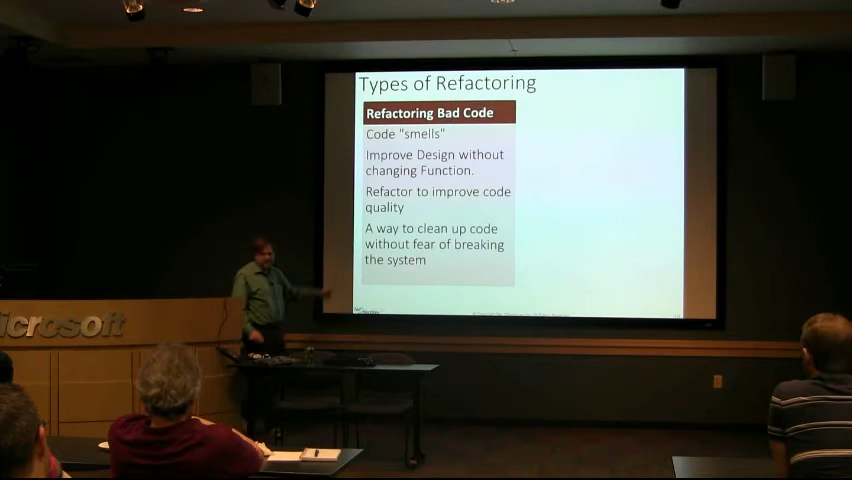 Types of Refactoring
Refactoring Bad Code
Code "smells"
Improve Design without
changing Function.
Refactor to improve code
quality
A way to clean up code
without fear of breaking
the system
icrosoft